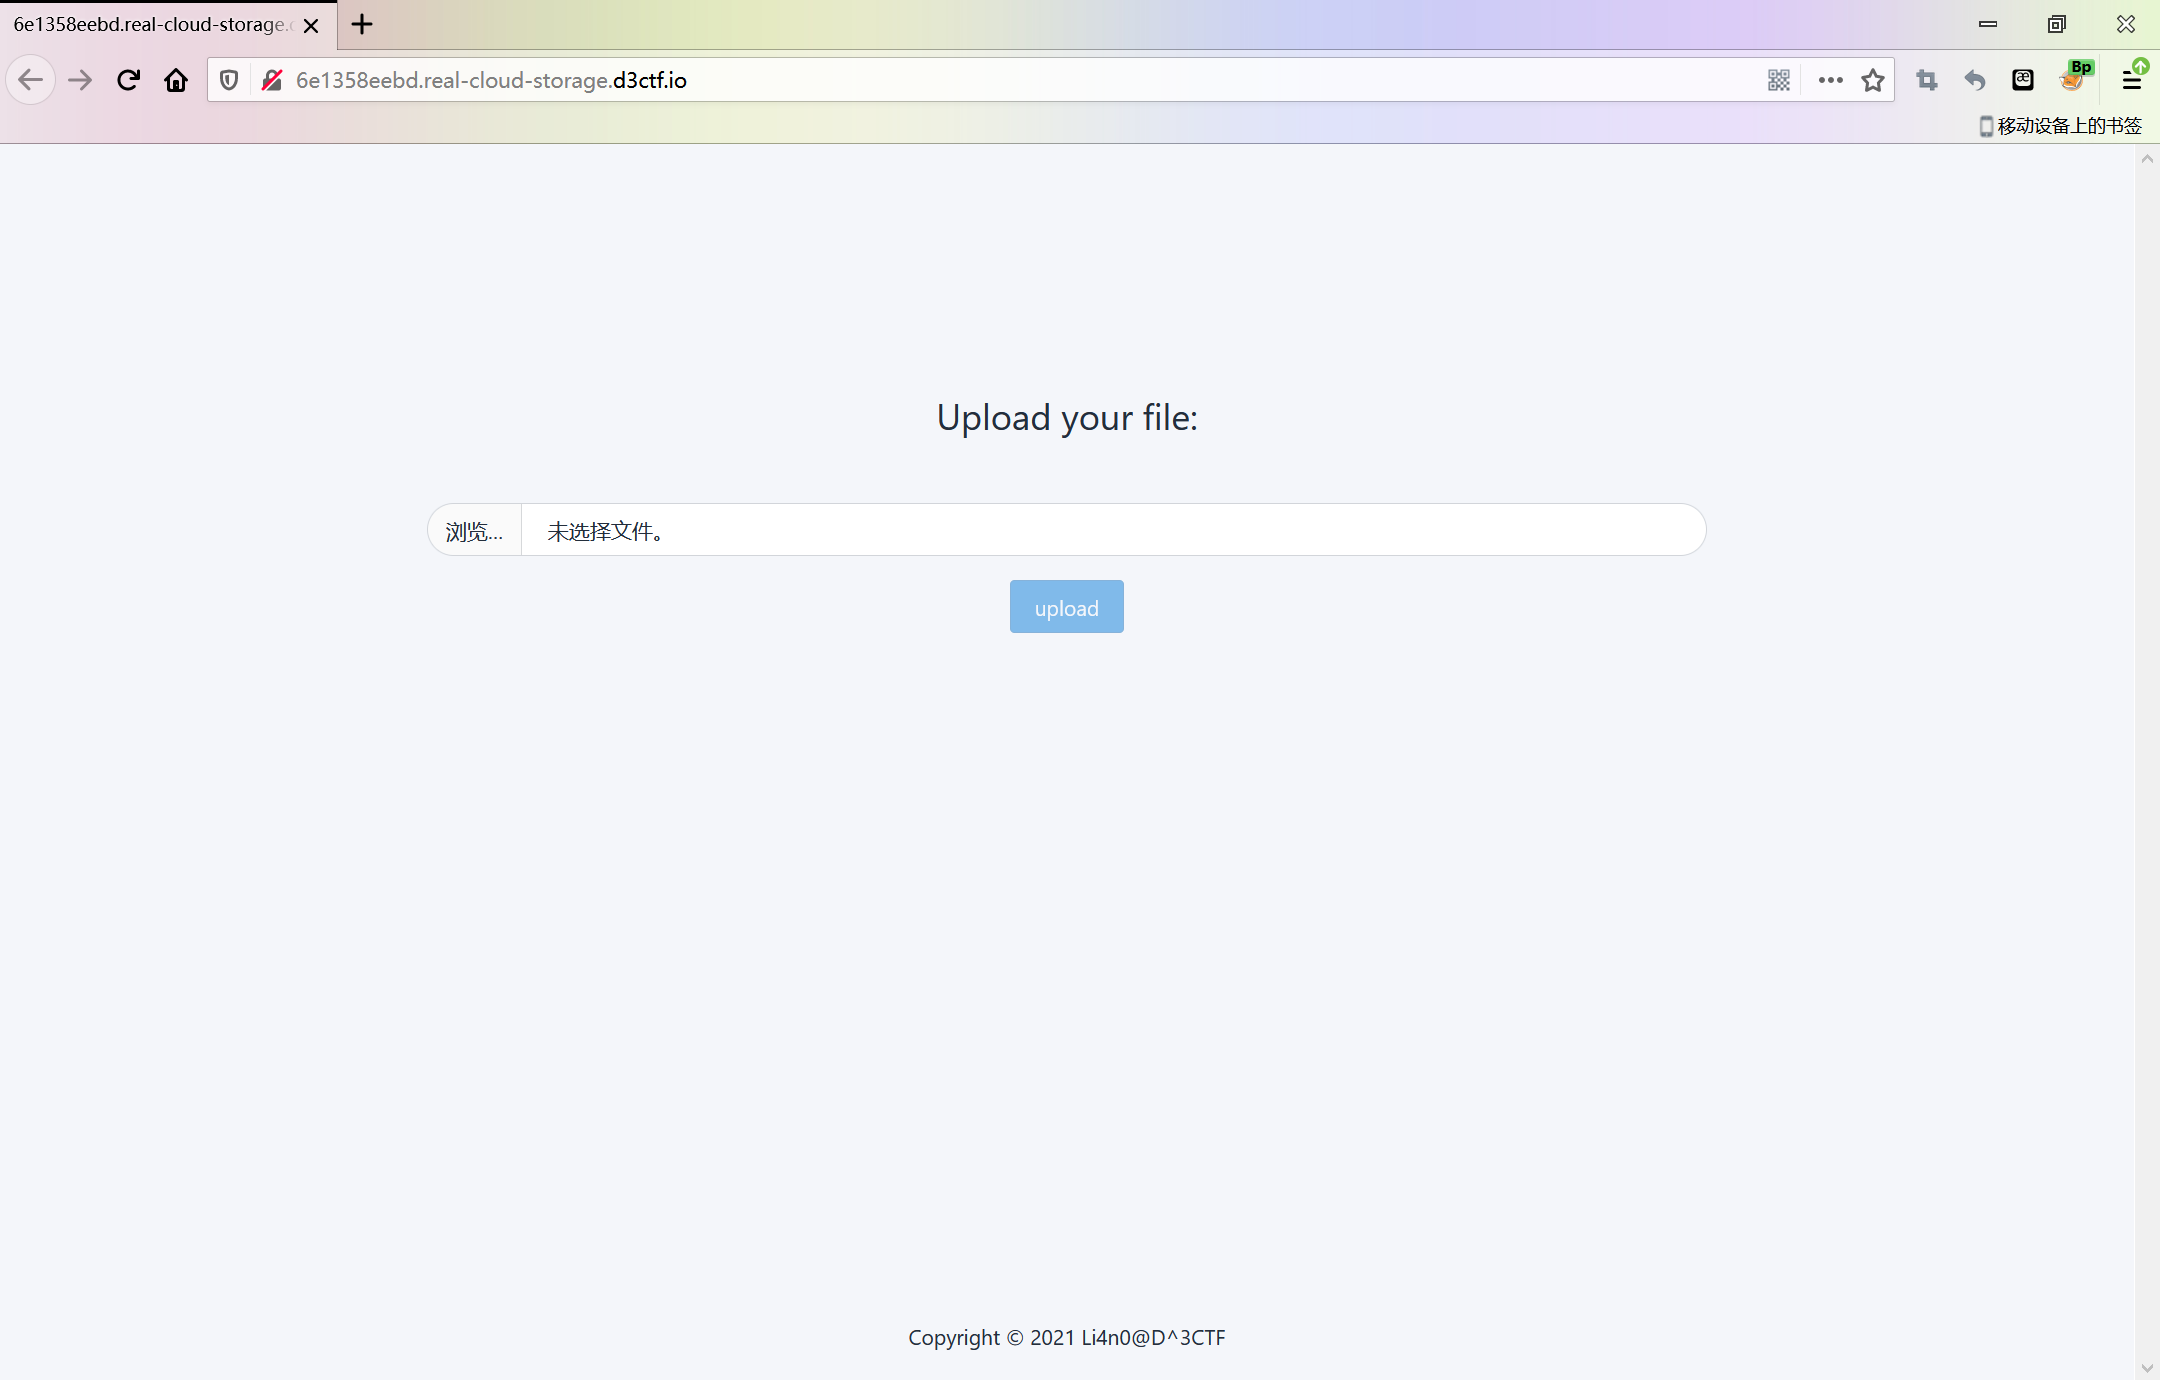 6e1358eebd.real-cloud-storage.
6e1358eebd.real-cloud-storage.d3ctf.io
Bp
移动设备上的书签
Upload your file:
浏览... 未选择文件。
upload
Copyright © 2021 Li4n0@D^3CTF